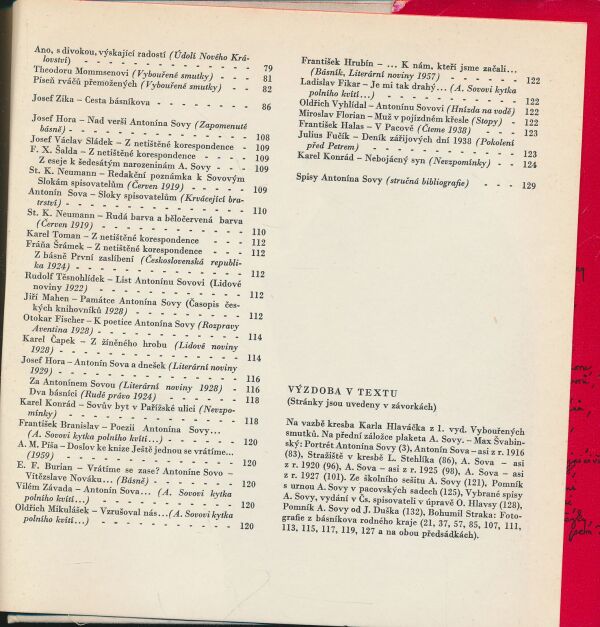 Ano, s divokou, výskající radostí (Údolí Nového Krá-
lovství) - - - - - - - - - - - - 79
Theodoru Mommsenovi (Vybouřené smutky) - - 81
Píseň rváčů přemožených (Vybouřené smutky) - - 82
Josef Zika – Cesta básníkova - - - - - - 86
Josef Hora – Nad verši Antonína Sovy (Zapomenuté
básně) - - - - - - - - - - - - 108
Josef Václav Sládek – Z netištěné korespondence - - 109
F. X. Šalda – Z netištěné korespondence - - - - 109
Z eseje k šedesátým narozeninám A. Sovy - - - 109
St. K. Neumann – Redakční poznámka k Sovovým
Slokám spisovatelům (Červen 1919) - - - - - 109
Antonín Sova – Sloky spisovatelům (Krvácející bra-
trství) - - - - - - - - - - - - 110
St. K. Neumann – Rudá barva a běločervená barva
(Červen 1919) - - - - - - - - - - 110
Karel Toman – Z netištěné korespondence - - - 112
Fráňa Šrámek – Z netištěné korespondence - - - 112
Z básně První zaslíbení (Československá republi-
ka 1924) - - - - - - - - - - - 112
Rudolf Těsnohlídek – List Antonínu Sovovi (Lidové
noviny 1922) - - - - - - - - - - 112
Jiří Mahen – Památce Antonína Sovy (Časopis čes-
kých knihovníků 1928) - - - - - - - - 112
Otokar Fischer – K poetice Antonína Sovy (Rozpravy
Aventina 1928) - - - - - - - - - - 114
Karel Čapek – Z žíněného hrobu (Lidové noviny
1928) - - - - - - - - - - - - 114
Josef Hora – Antonín Sova a dnešek (Literární noviny
1929) - - - - - - - - - - - - 116
Za Antonínem Sovou (Literární noviny 1928) - - 116
Dva básníci (Rudé právo 1924) - - - - - - 118
Karel Konrád – Sovův byt v Pařížské ulici (Nevzpo-
mínky) - - - - - - - - - - - - 118
František Branislav – Poezii Antonína Sovy...
(A. Sovovi kytka polního kvítí...) - - - - - - 120
A. M. Píša – Doslov ke knize Ještě jednou se vrátíme...
(1959) - - - - - - - - - - - - 120
E. F. Burian – Vrátíme se zase? Antoníne Sovo –
Vítězslave Nováku... (Básně) - - - - - - 120
Vilém Závada – Antonín Sova... (A. Sovovi kytka
polního kvítí...) - - - - - - - - - - 120
Oldřich Mikulášek – Vzrušoval nás... (A. Sovovi kytka
polního kvítí...) - - - - - - - - - - 120
František Hrubín – ... K nám, kteří jsme začali...
(Básník, Literární noviny 1957) - - - - - - 122
Ladislav Fikar – Je mi tak drahý... (A. Sovovi kytka
polního kvítí...) - - - - - - - - - - 122
Oldřich Vyhlídal – Antonínu Sovovi (Hnízda na vodě) - 122
Miroslav Florian – Muž v pojízdném křesle (Stopy) - - 122
František Halas – V Pacově (Čteme 1938) - - - - 123
Julius Fučík – Deník zářijových dní 1938 (Pokolení
před Petrem) - - - - - - - - - - 123
Karel Konrád – Nebojácný syn (Nevzpomínky) - - 124
Spisy Antonína Sovy (stručná bibliografie) - - - 129
VÝZDOBA V TEXTU
(Stránky jsou uvedeny v závorkách)
Na vazbě kresba Karla Hlaváčka z 1. vyd. Vybouřených
smutků. Na přední záložce plaketa A. Sovy. – Max Švabin-
ský: Portrét Antonína Sovy (3), Antonín Sova – asi z r. 1916
(83), Stražiště v kresbě L. Stehlíka (86), A. Sova – asi
z r. 1920 (96), A. Sova – asi z r. 1925 (98), A. Sova – asi
z r. 1927 (101). Ze školního sešitu A. Sovy (121), Pomník
s urnou A. Sovy v pacovských sadech (125), Vybrané spisy
A. Sovy, vydání v Čs. spisovateli v úpravě O. Hlavsy (128),
Pomník A. Sovy od J. Duška (132), Bohumil Straka: Foto-
grafie z básníkova rodného kraje (21, 37, 57, 85, 107, 111,
113, 115, 117, 119, 127 a na obou předsádkách).